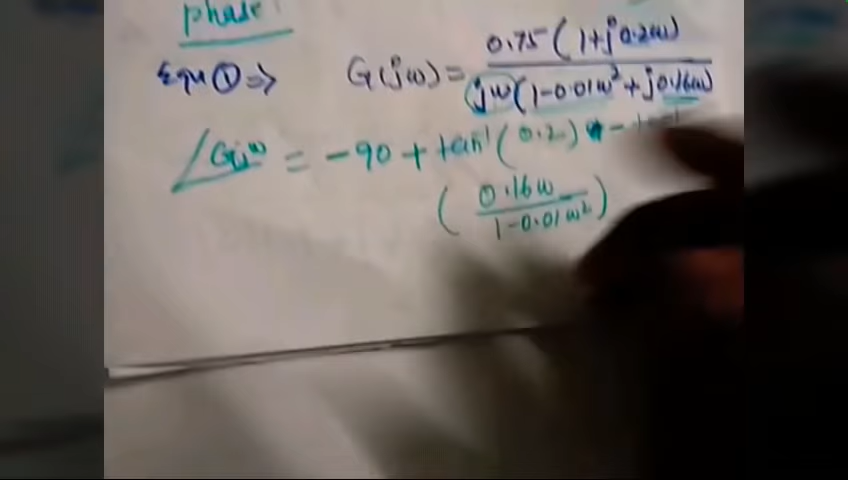 Phase:
Equ ① ⇒ G(jω) = 0.75 (1+j0.2ω) / jω(1-0.01ω²+j0.16ω)
∠G(jω) = -90 + tan⁻¹(0.2) -
(0.16ω / 1-0.01ω²)